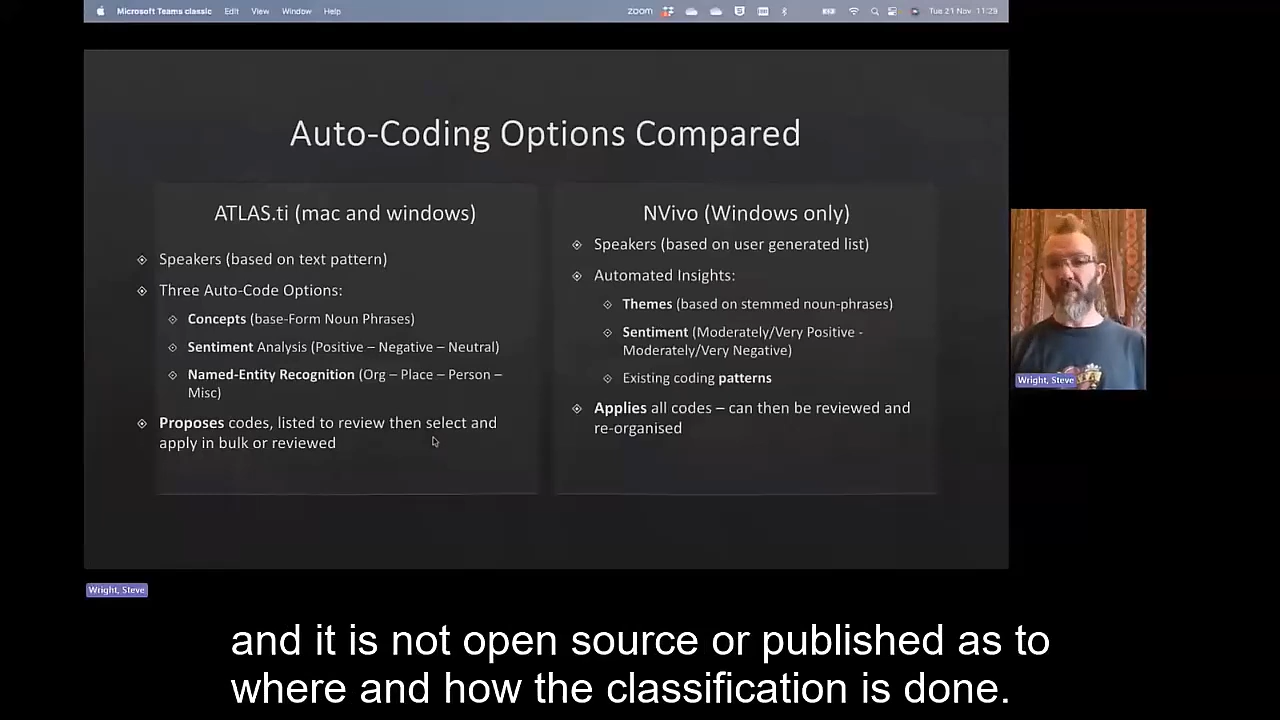 Microsoft Teams classic Edit View Window Help zoom Tue 21 Nov 11:29
Auto-Coding Options Compared
ATLAS.ti (mac and windows)
Speakers (based on text pattern)
Three Auto-Code Options:
Concepts (base-Form Noun Phrases)
Sentiment Analysis (Positive – Negative – Neutral)
Named-Entity Recognition (Org – Place – Person –
Misc)
Proposes codes, listed to review then select and
apply in bulk or reviewed
NVivo (Windows only)
Speakers (based on user generated list)
Automated Insights:
Themes (based on stemmed noun-phrases)
Sentiment (Moderately/Very Positive -
Moderately/Very Negative)
Existing coding patterns
Applies all codes – can then be reviewed and
re-organised
Wright, Steve
Wright, Steve
and it is not open source or published as to
where and how the classification is done.